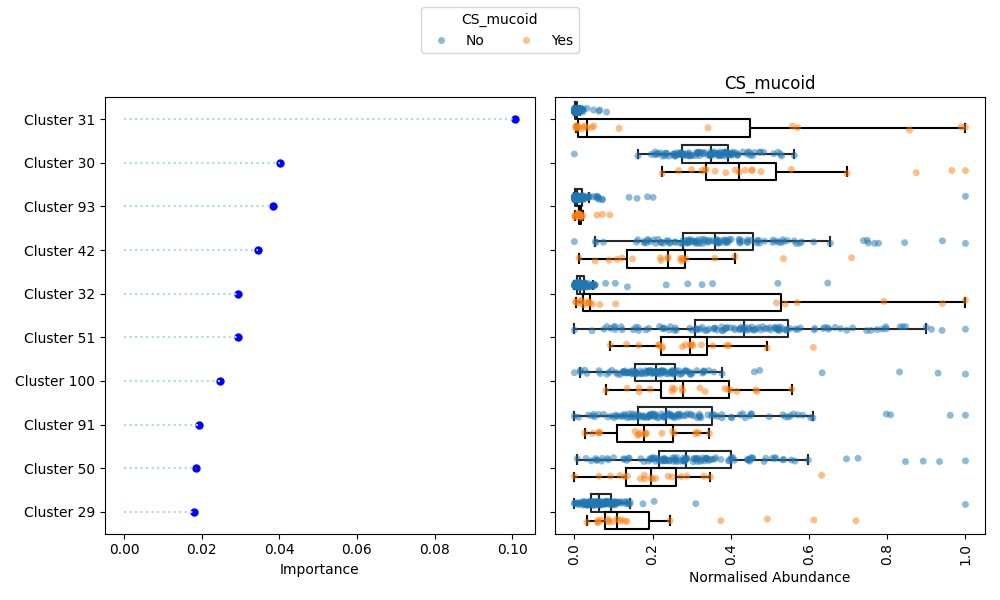 CS_mucoid
No Yes
CS_mucoid
Cluster 31
Cluster 30
Cluster 93
Cluster 42
Cluster 32
Cluster 51
Cluster 100
Cluster 91
Cluster 50
Cluster 29
0.00 0.02 0.04 0.06 0.08 0.10
Importance
0.0 0.2 0.4 0.6 0.8 1.0
Normalised Abundance